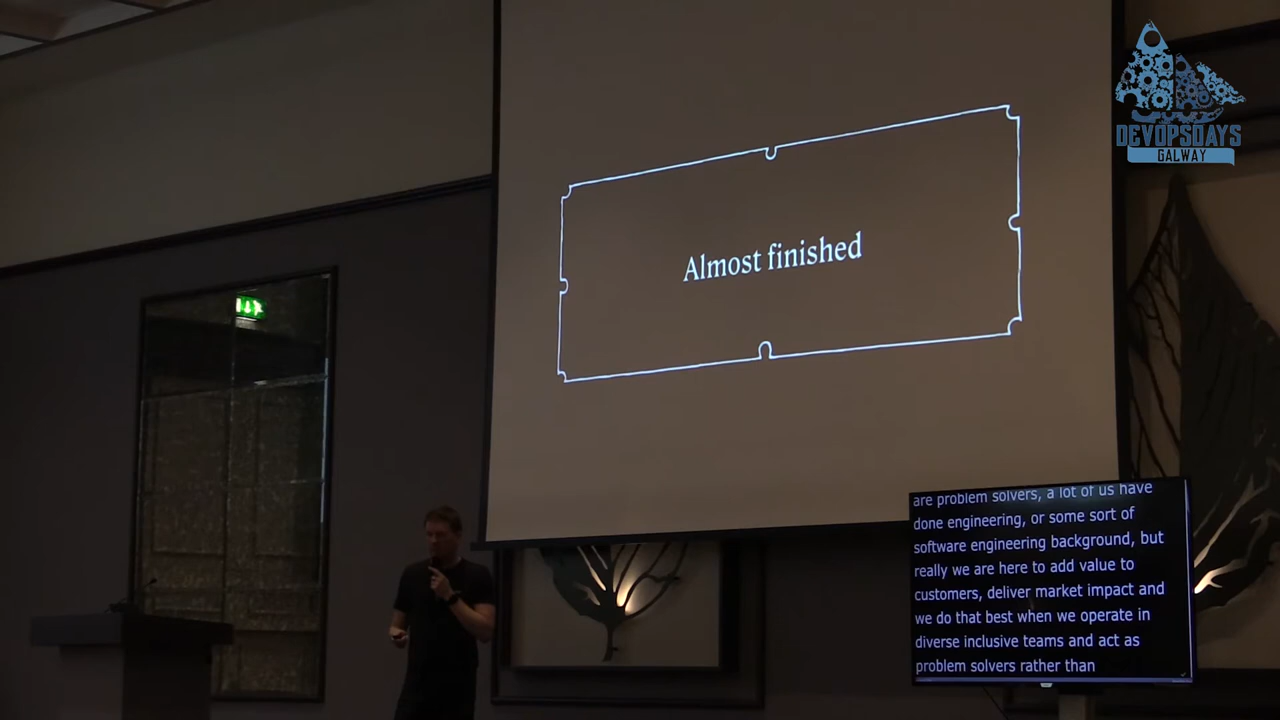 DEVOPSDAYS
GALWAY
Almost finished
are problem solvers, a lot of us have
done engineering, or some sort of
software engineering background, but
really we are here to add value to
customers, deliver market impact and
we do that best when we operate in
diverse inclusive teams and act as
problem solvers rather than